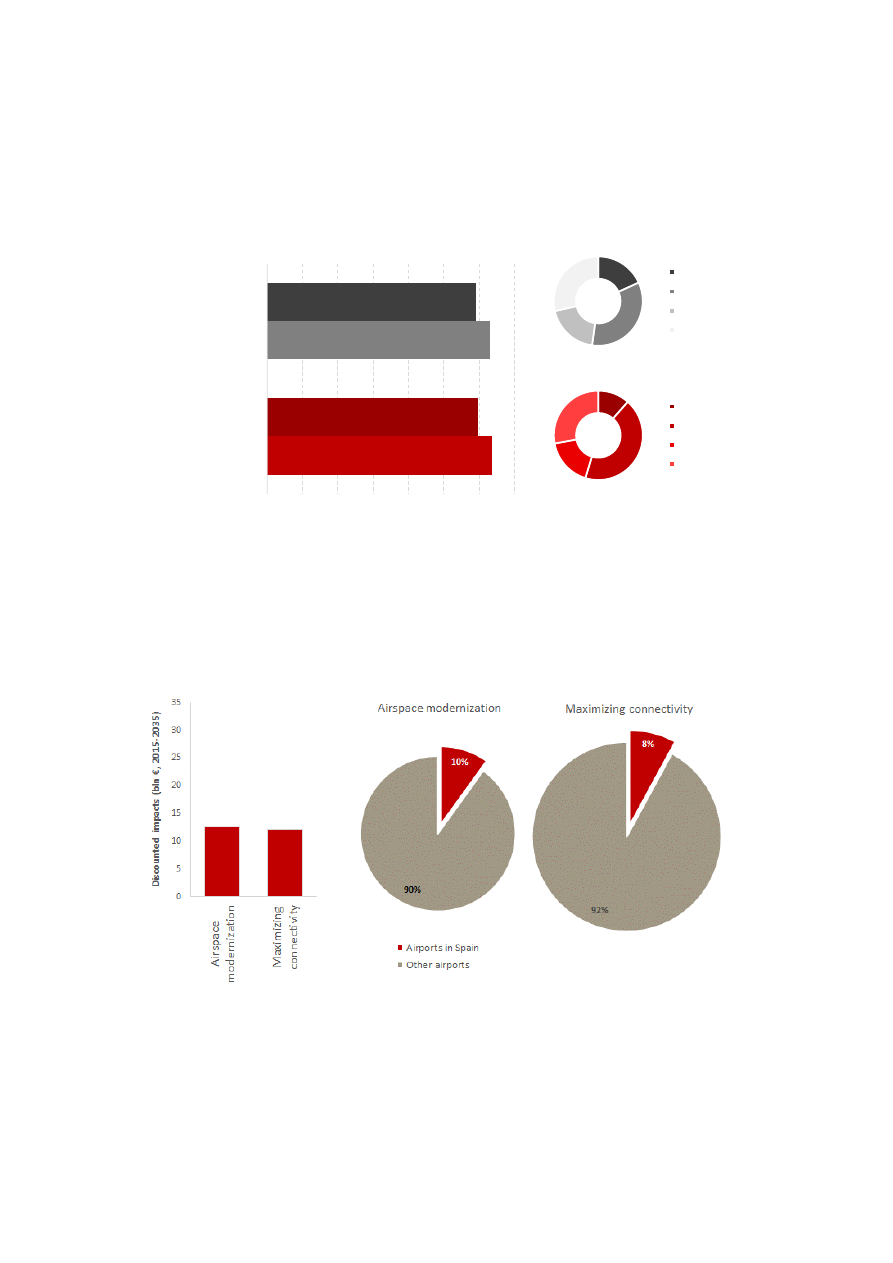 Discounted impacts (bln €, 2015-2035)
35
30
25
20
15
10
5
0
Airspace
modernization
Maximizing
connectivity
Airspace modernization
10%
90%
Airports in Spain
Other airports
Maximizing connectivity
8%
92%